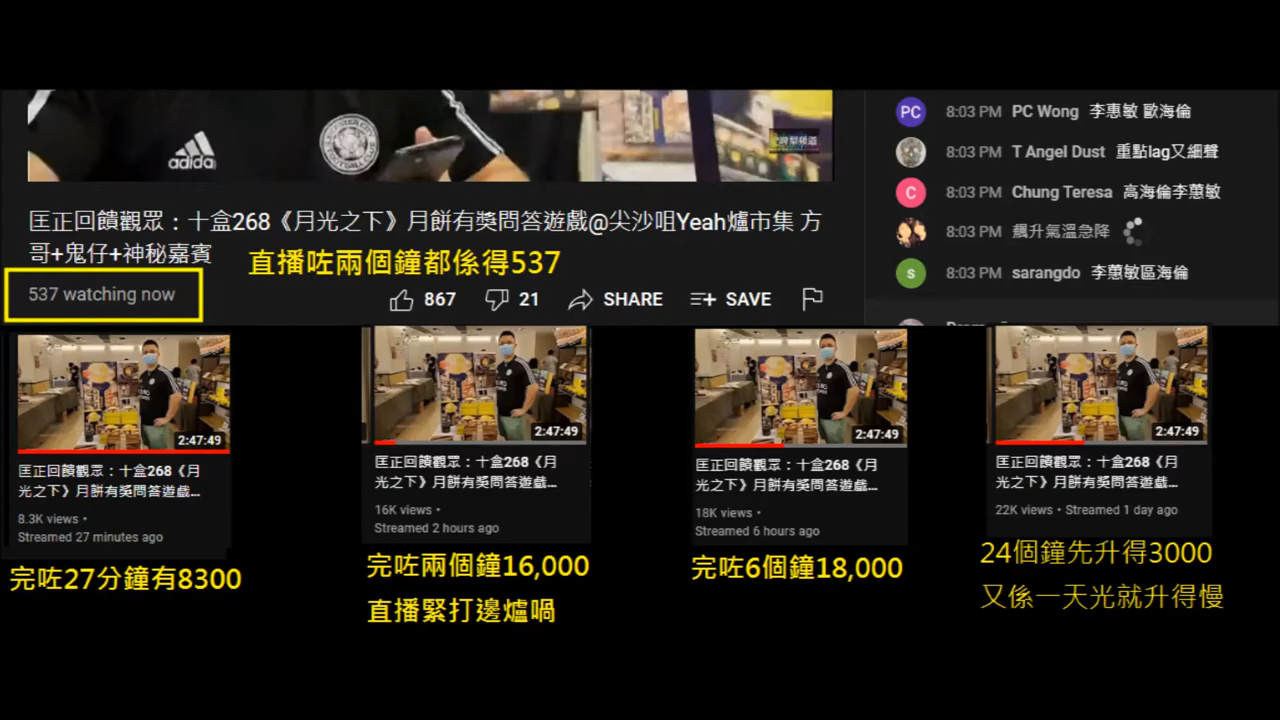 adidas
PC
8:03 PM PC Wong 李惠敏 歐海倫
8:03 PM T Angel Dust 重點lag又細聲
C
8:03 PM Chung Teresa 高海倫李蕙敏
8:03 PM 飆升氣溫急降
s
8:03 PM sarangdo 李蕙敏區海倫
匡正回饋觀眾：十盒268《月光之下》月餅有獎問答遊戲@尖沙咀Yeah爐市集 方
哥+鬼仔+神秘嘉賓
直播咗兩個鐘都係得537
537 watching now
867
21
SHARE
SAVE
2:47:49
匡正回饋觀眾：十盒268《月
光之下》月餅有獎問答遊戲...
8.3K views •
Streamed 27 minutes ago
完咗27分鐘有8300
2:47:49
匡正回饋觀眾：十盒268《月
光之下》月餅有獎問答遊戲...
16K views •
Streamed 2 hours ago
完咗兩個鐘16,000
直播緊打邊爐喎
2:47:49
匡正回饋觀眾：十盒268《月
光之下》月餅有獎問答遊戲...
18K views •
Streamed 6 hours ago
完咗6個鐘18,000
2:47:49
匡正回饋觀眾：十盒268《月
光之下》月餅有獎問答遊戲...
22K views • Streamed 1 day ago
24個鐘先升得3000
又係一天光就升得慢